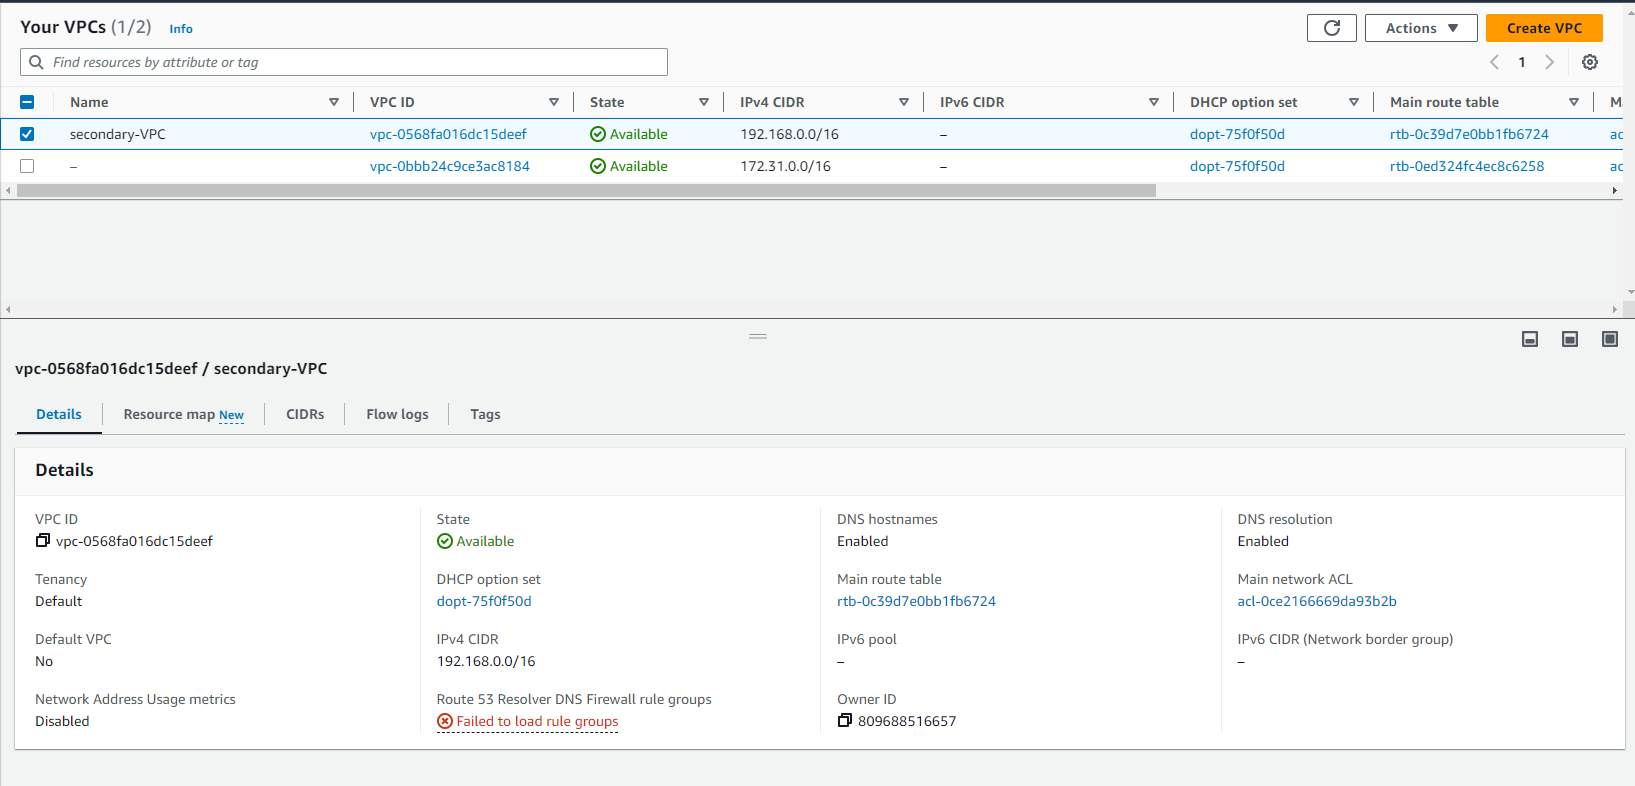 Your VPCs (1/2) Info Actions Create VPC
Find resources by attribute or tag 1
Name VPC ID State IPv4 CIDR IPv6 CIDR DHCP option set Main route table M
secondary-VPC vpc-0568fa016dc15deef Available 192.168.0.0/16 – dopt-75f0f50d rtb-0c39d7e0bb1fb6724 ac
– vpc-0bbb24c9ce3ac8184 Available 172.31.0.0/16 – dopt-75f0f50d rtb-0ed324fc4ec8c6258 ac
vpc-0568fa016dc15deef / secondary-VPC
Details Resource map New CIDRs Flow logs Tags
Details
VPC ID State DNS hostnames DNS resolution
vpc-0568fa016dc15deef Available Enabled Enabled
Tenancy DHCP option set Main route table Main network ACL
Default dopt-75f0f50d rtb-0c39d7e0bb1fb6724 acl-0ce2166669da93b2b
Default VPC IPv4 CIDR IPv6 pool IPv6 CIDR (Network border group)
No 192.168.0.0/16 – –
Network Address Usage metrics Route 53 Resolver DNS Firewall rule groups Owner ID
Disabled Failed to load rule groups 809688516657